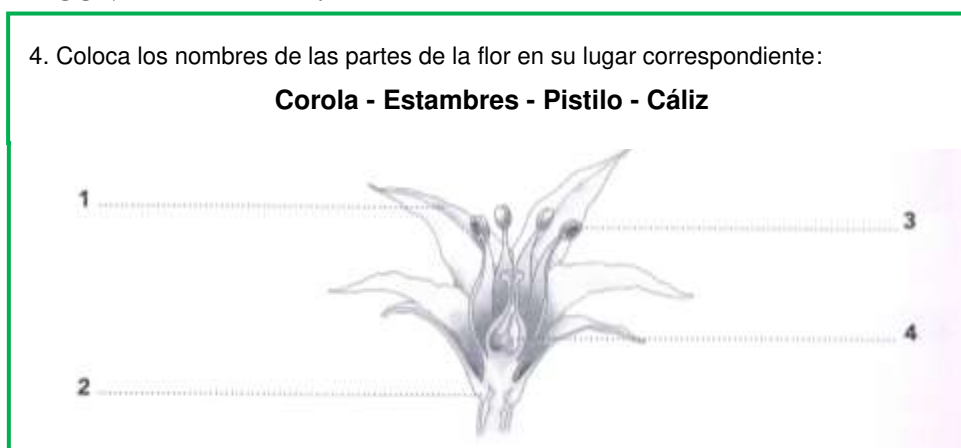 4. Coloca los nombres de las partes de la flor en su lugar correspondiente:
Corola - Estambres - Pistilo - Cáliz
1
3
4
2